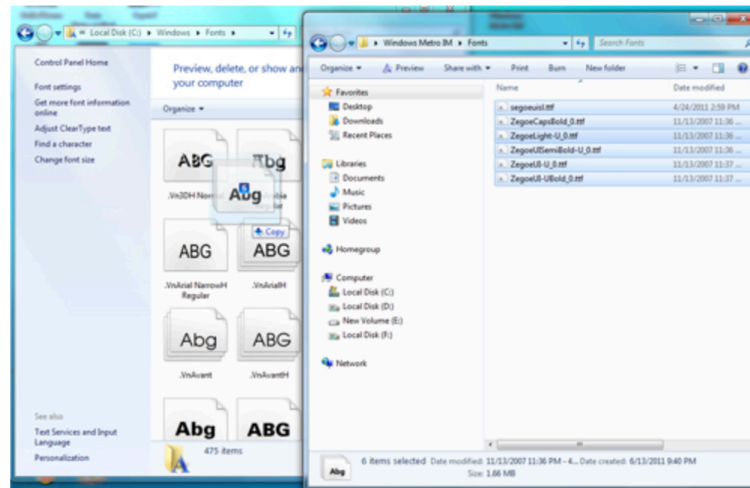 Local Disk (C:) ▸ Windows ▸ Fonts ▸
Control Panel Home
Font settings
Get more font information
online
Adjust ClearType text
Find a character
Change font size
See also
Text Services and Input
Language
Personalization
Preview, delete, or show an
your computer
Organize
ABG
Abg
.Vn3DH Normal
Abg
6
Copy
ABG
ABG
.VnArial NarrowH
Regular
.VnArialH
Abg
ABG
.VnAvant
.VnAvantH
Abg
ABG
475 items
Windows Metro IM ▸ Fonts
Search Fonts
Organize
Preview
Share with
Print
Burn
New folder
Favorites
Desktop
Downloads
Recent Places
Libraries
Documents
Music
Pictures
Videos
Homegroup
Computer
Local Disk (C:)
Local Disk (D:)
New Volume (E:)
Local Disk (F:)
Network
Name
Date modified
segoeuisl.ttf
4/24/2011 2:59 PM
ZegoeCapsBold_0.ttf
11/13/2007 11:36 ...
ZegoeLight-U_0.ttf
11/13/2007 11:36 ...
ZegoeUISemiBold-U_0.ttf
11/13/2007 11:36 ...
ZegoeUI-U_0.ttf
11/13/2007 11:37 ...
ZegoeUI-UBold_0.ttf
11/13/2007 11:37 ...
Abg
6 items selected Date modified: 11/13/2007 11:36 PM - 4... Date created: 6/13/2011 9:40 PM
Size: 1.66 MB